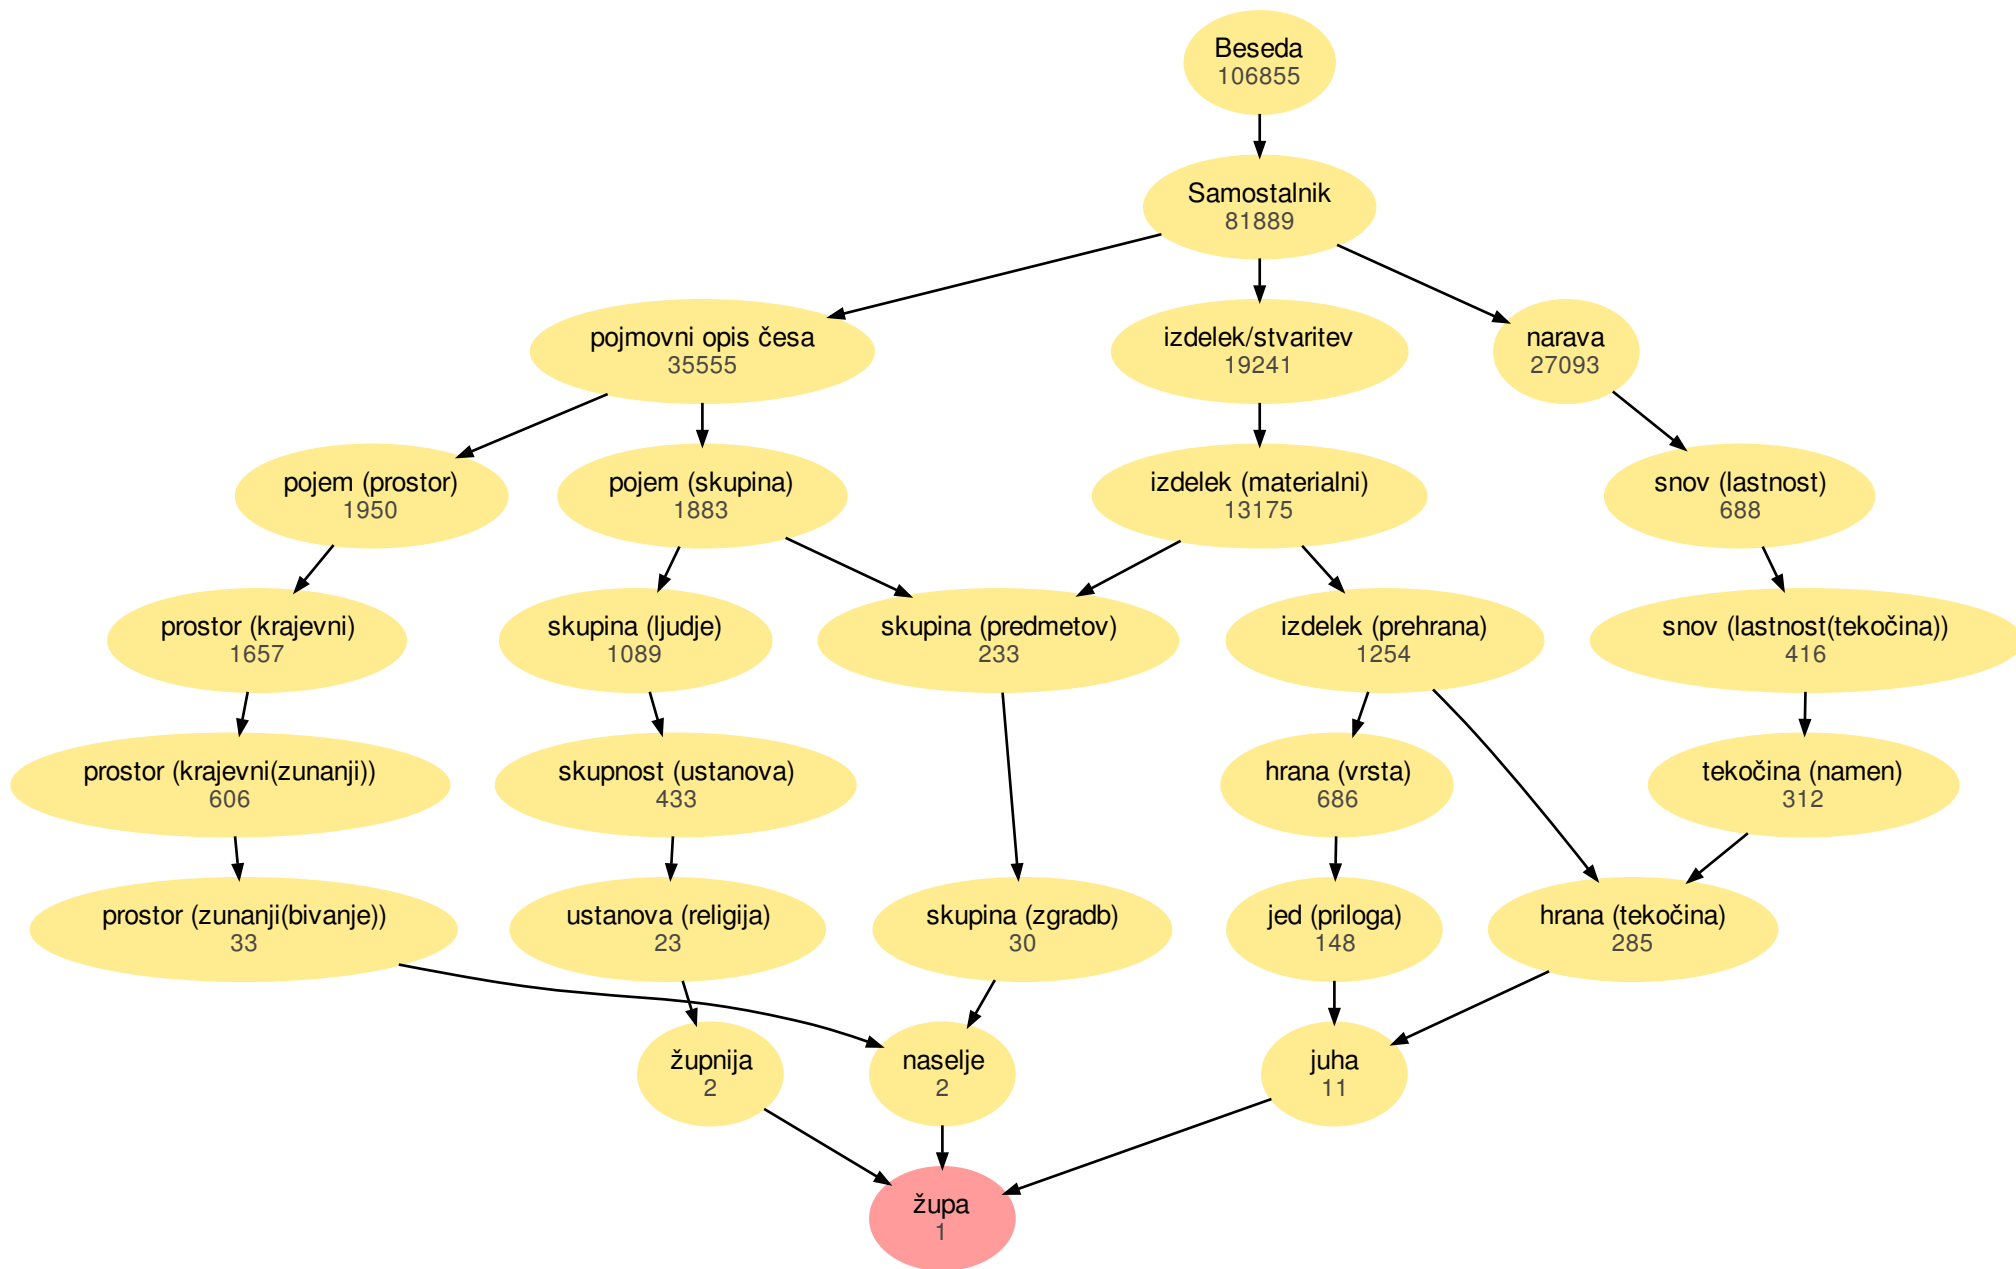 Beseda
106855
Samostalnik
81889
pojmovni opis česa
35555
izdelek/stvaritev
19241
narava
27093
pojem (prostor)
1950
pojem (skupina)
1883
izdelek (materialni)
13175
snov (lastnost)
688
prostor (krajevni)
1657
skupina (ljudje)
1089
skupina (predmetov)
233
izdelek (prehrana)
1254
snov (lastnost(tekočina))
416
prostor (krajevni(zunanji))
606
skupnost (ustanova)
433
hrana (vrsta)
686
tekočina (namen)
312
prostor (zunanji(bivanje))
33
ustanova (religija)
23
skupina (zgradb)
30
jed (priloga)
148
hrana (tekočina)
285
župnija
2
naselje
2
juha
11
župa
1